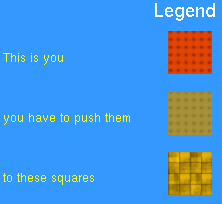 Legend
This is you
you have to push them
to these squares